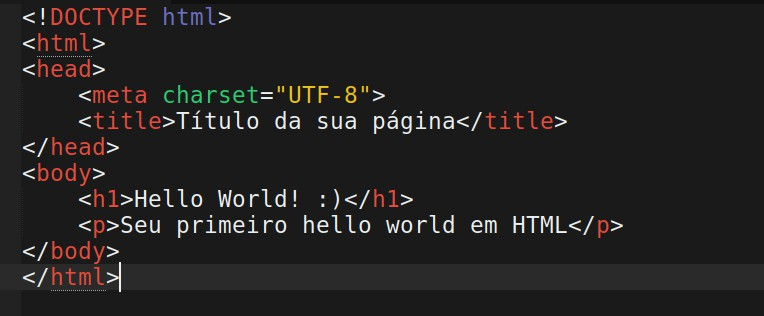 <!DOCTYPE html>
<html>
<head>
    <meta charset="UTF-8">
    <title>Título da sua página</title>
</head>
<body>
    <h1>Hello World! :)</h1>
    <p>Seu primeiro hello world em HTML</p>
</body>
</html>